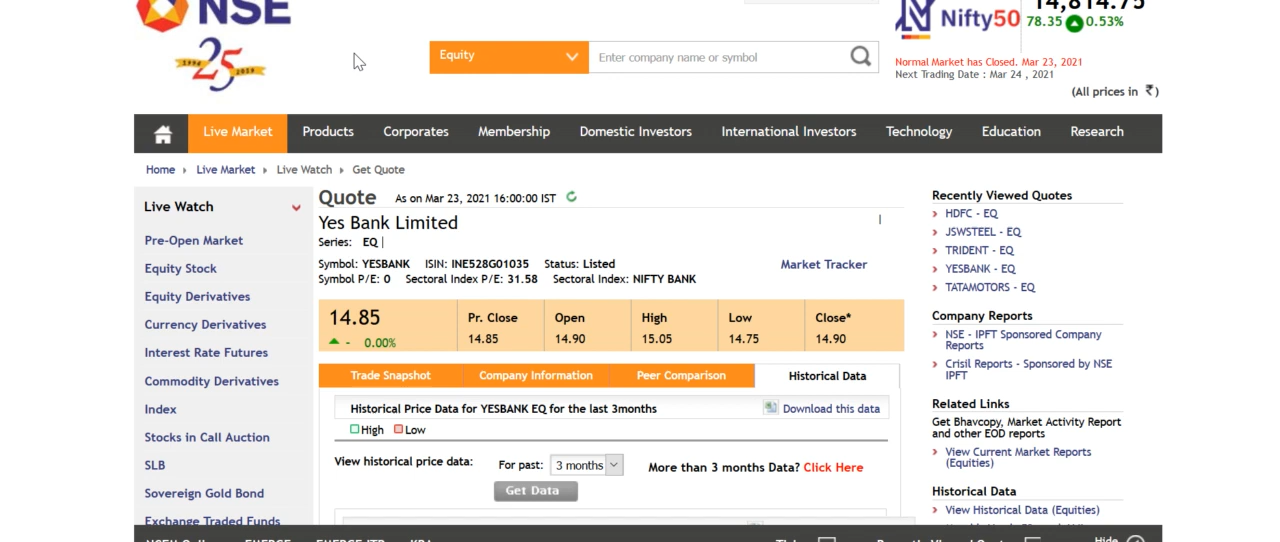 NSE
14,814.75
Nifty50
78.35 0.53%
1994 25 2019
Equity
Enter company name or symbol
Normal Market has Closed. Mar 23, 2021
Next Trading Date : Mar 24 , 2021
(All prices in ₹)
Live Market Products Corporates Membership Domestic Investors International Investors Technology Education Research
Home Live Market Live Watch Get Quote
Live Watch
Pre-Open Market
Equity Stock
Equity Derivatives
Currency Derivatives
Interest Rate Futures
Commodity Derivatives
Index
Stocks in Call Auction
SLB
Sovereign Gold Bond
Exchange Traded Funds
Quote As on Mar 23, 2021 16:00:00 IST
Yes Bank Limited |
Series: EQ |
Symbol: YESBANK ISIN: INE528G01035 Status: Listed Market Tracker
Symbol P/E: 0 Sectoral Index P/E: 31.58 Sectoral Index: NIFTY BANK
14.85 Pr. Close Open High Low Close*
- 0.00% 14.85 14.90 15.05 14.75 14.90
Trade Snapshot Company Information Peer Comparison Historical Data
Historical Price Data for YESBANK EQ for the last 3months Download this data
High Low
View historical price data: For past: 3 months More than 3 months Data? Click Here
Get Data
Recently Viewed Quotes
HDFC - EQ
JSWSTEEL - EQ
TRIDENT - EQ
YESBANK - EQ
TATAMOTORS - EQ
Company Reports
NSE - IPFT Sponsored Company
Reports
Crisil Reports - Sponsored by NSE
IPFT
Related Links
Get Bhavcopy, Market Activity Report
and other EOD reports
View Current Market Reports
(Equities)
Historical Data
View Historical Data (Equities)
Hide